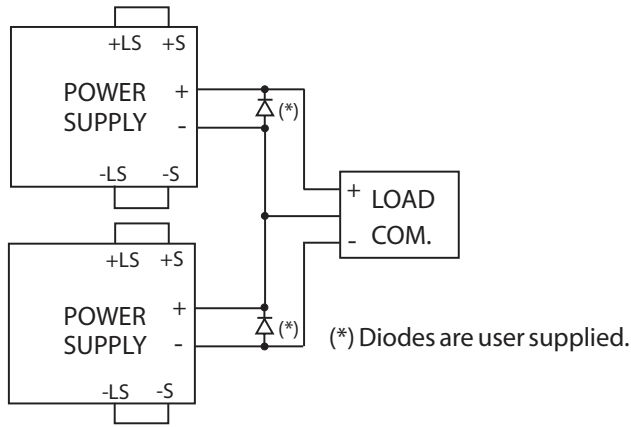 +LS +S
POWER +
SUPPLY -
(*)
-LS -S
+ LOAD
- COM.
+LS +S
POWER +
SUPPLY -
(*)
-LS -S
(*) Diodes are user supplied.